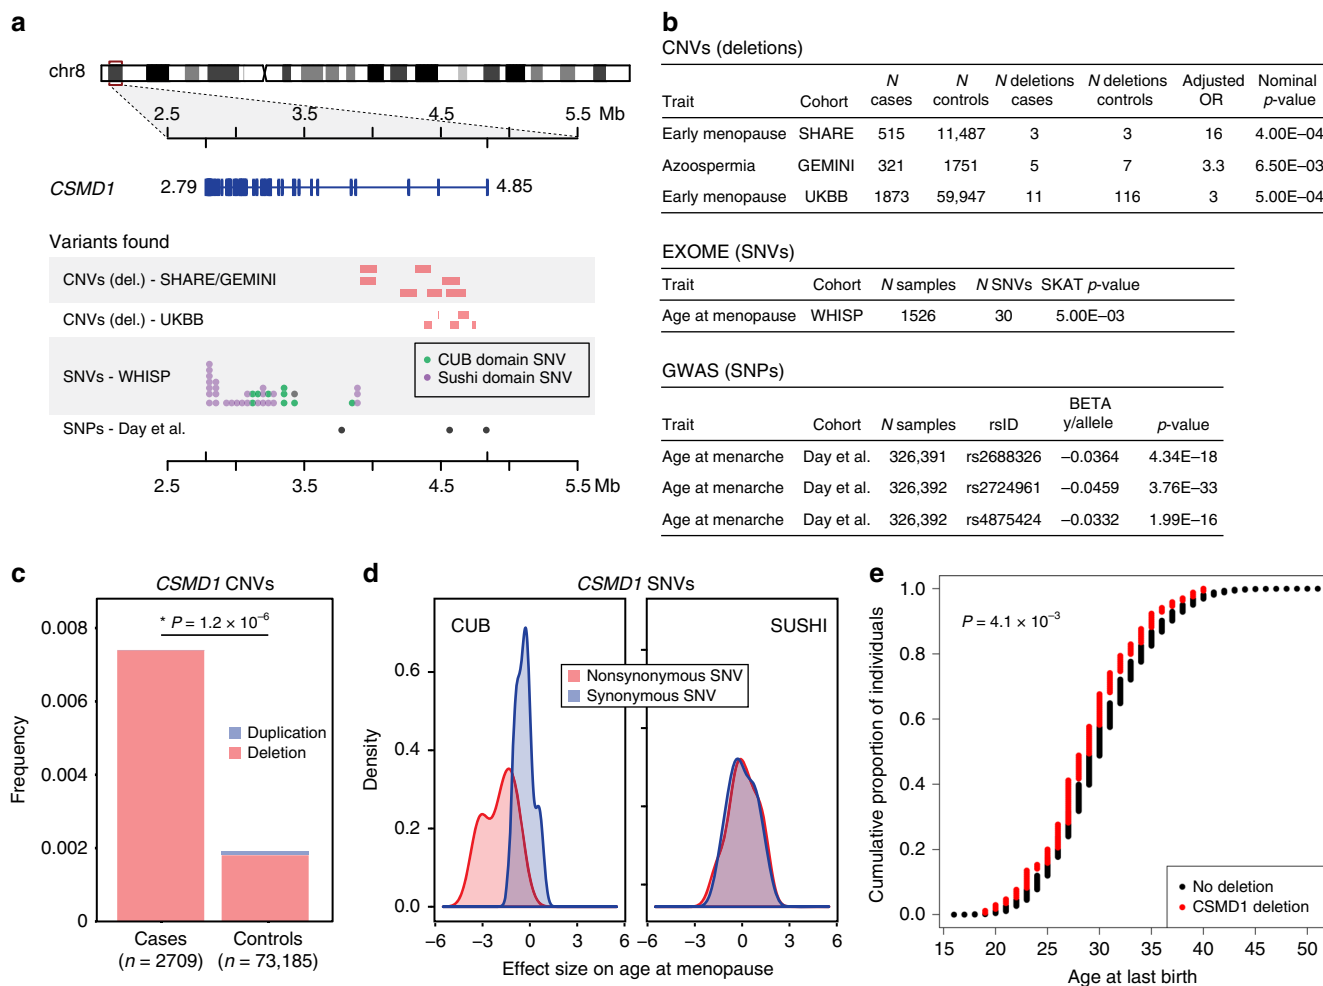 a
chr8
2.5 3.5 4.5 5.5 Mb
CSMD1 2.79 4.85
Variants found
CNVs (del.) - SHARE/GEMINI
CNVs (del.) - UKBB
SNVs - WHISP
CUB domain SNV
Sushi domain SNV
SNPs - Day et al.
2.5 3.5 4.5 5.5 Mb
b
CNVs (deletions)
Trait Cohort N cases N controls N deletions cases N deletions controls Adjusted OR Nominal p-value
Early menopause SHARE 515 11,487 3 3 16 4.00E–04
Azoospermia GEMINI 321 1751 5 7 3.3 6.50E–03
Early menopause UKBB 1873 59,947 11 116 3 5.00E–04
EXOME (SNVs)
Trait Cohort N samples N SNVs SKAT p-value
Age at menopause WHISP 1526 30 5.00E–03
GWAS (SNPs)
Trait Cohort N samples rsID BETA y/allele p-value
Age at menarche Day et al. 326,391 rs2688326 –0.0364 4.34E–18
Age at menarche Day et al. 326,392 rs2724961 –0.0459 3.76E–33
Age at menarche Day et al. 326,392 rs4875424 –0.0332 1.99E–16
c
CSMD1 CNVs
* P = 1.2 × 10–6
Frequency
0.008
0.006
0.004
0.002
0
Duplication
Deletion
Cases Controls
(n = 2709) (n = 73,185)
d
CSMD1 SNVs
CUB SUSHI
Nonsynonymous SNV
Synonymous SNV
Density
0.6
0.4
0.2
0.0
–6 –3 0 3 6 –6 –3 0 3 6
Effect size on age at menopause
e
P = 4.1 × 10–3
Cumulative proportion of individuals
1.0
0.8
0.6
0.4
0.2
0.0
No deletion
CSMD1 deletion
15 20 25 30 35 40 45 50
Age at last birth